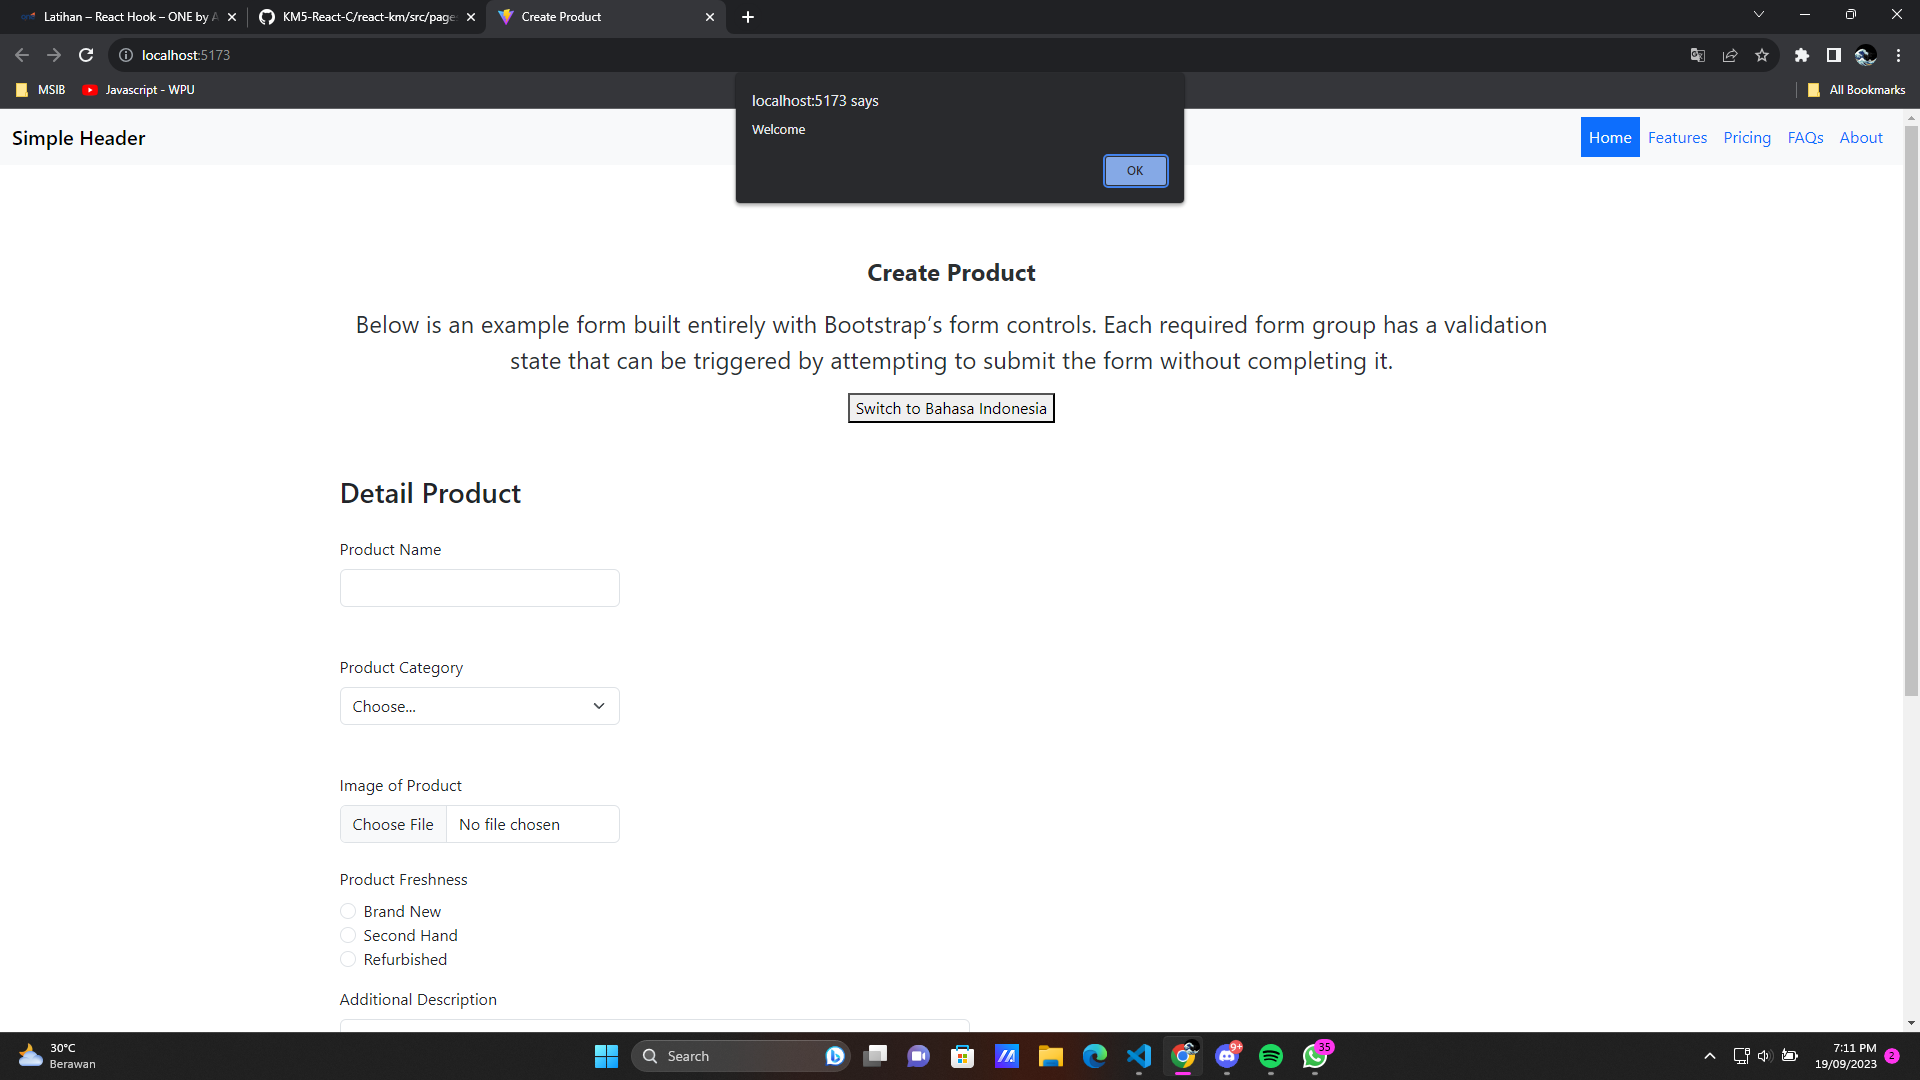 Latihan – React Hook – ONE by A
KM5-React-C/react-km/src/page
Create Product
localhost:5173
MSIB
Javascript - WPU
All Bookmarks
localhost:5173 says
Welcome
OK
Simple Header
Home
Features
Pricing
FAQs
About
Create Product
Below is an example form built entirely with Bootstrap’s form controls. Each required form group has a validation
state that can be triggered by attempting to submit the form without completing it.
Switch to Bahasa Indonesia
Detail Product
Product Name
Product Category
Choose...
Image of Product
Choose File
No file chosen
Product Freshness
Brand New
Second Hand
Refurbished
Additional Description
30°C
Berawan
Search
9+
35
7:11 PM
19/09/2023
2